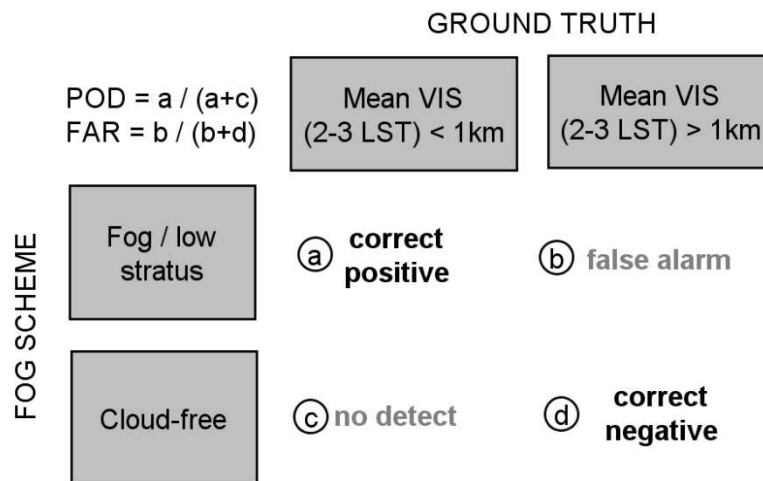 GROUND TRUTH
POD = a / (a+c)
FAR = b / (b+d)
Mean VIS
(2-3 LST) < 1km
Mean VIS
(2-3 LST) > 1km
FOG SCHEME
Fog / low
stratus
a
correct
positive
b
false alarm
Cloud-free
c
no detect
d
correct
negative